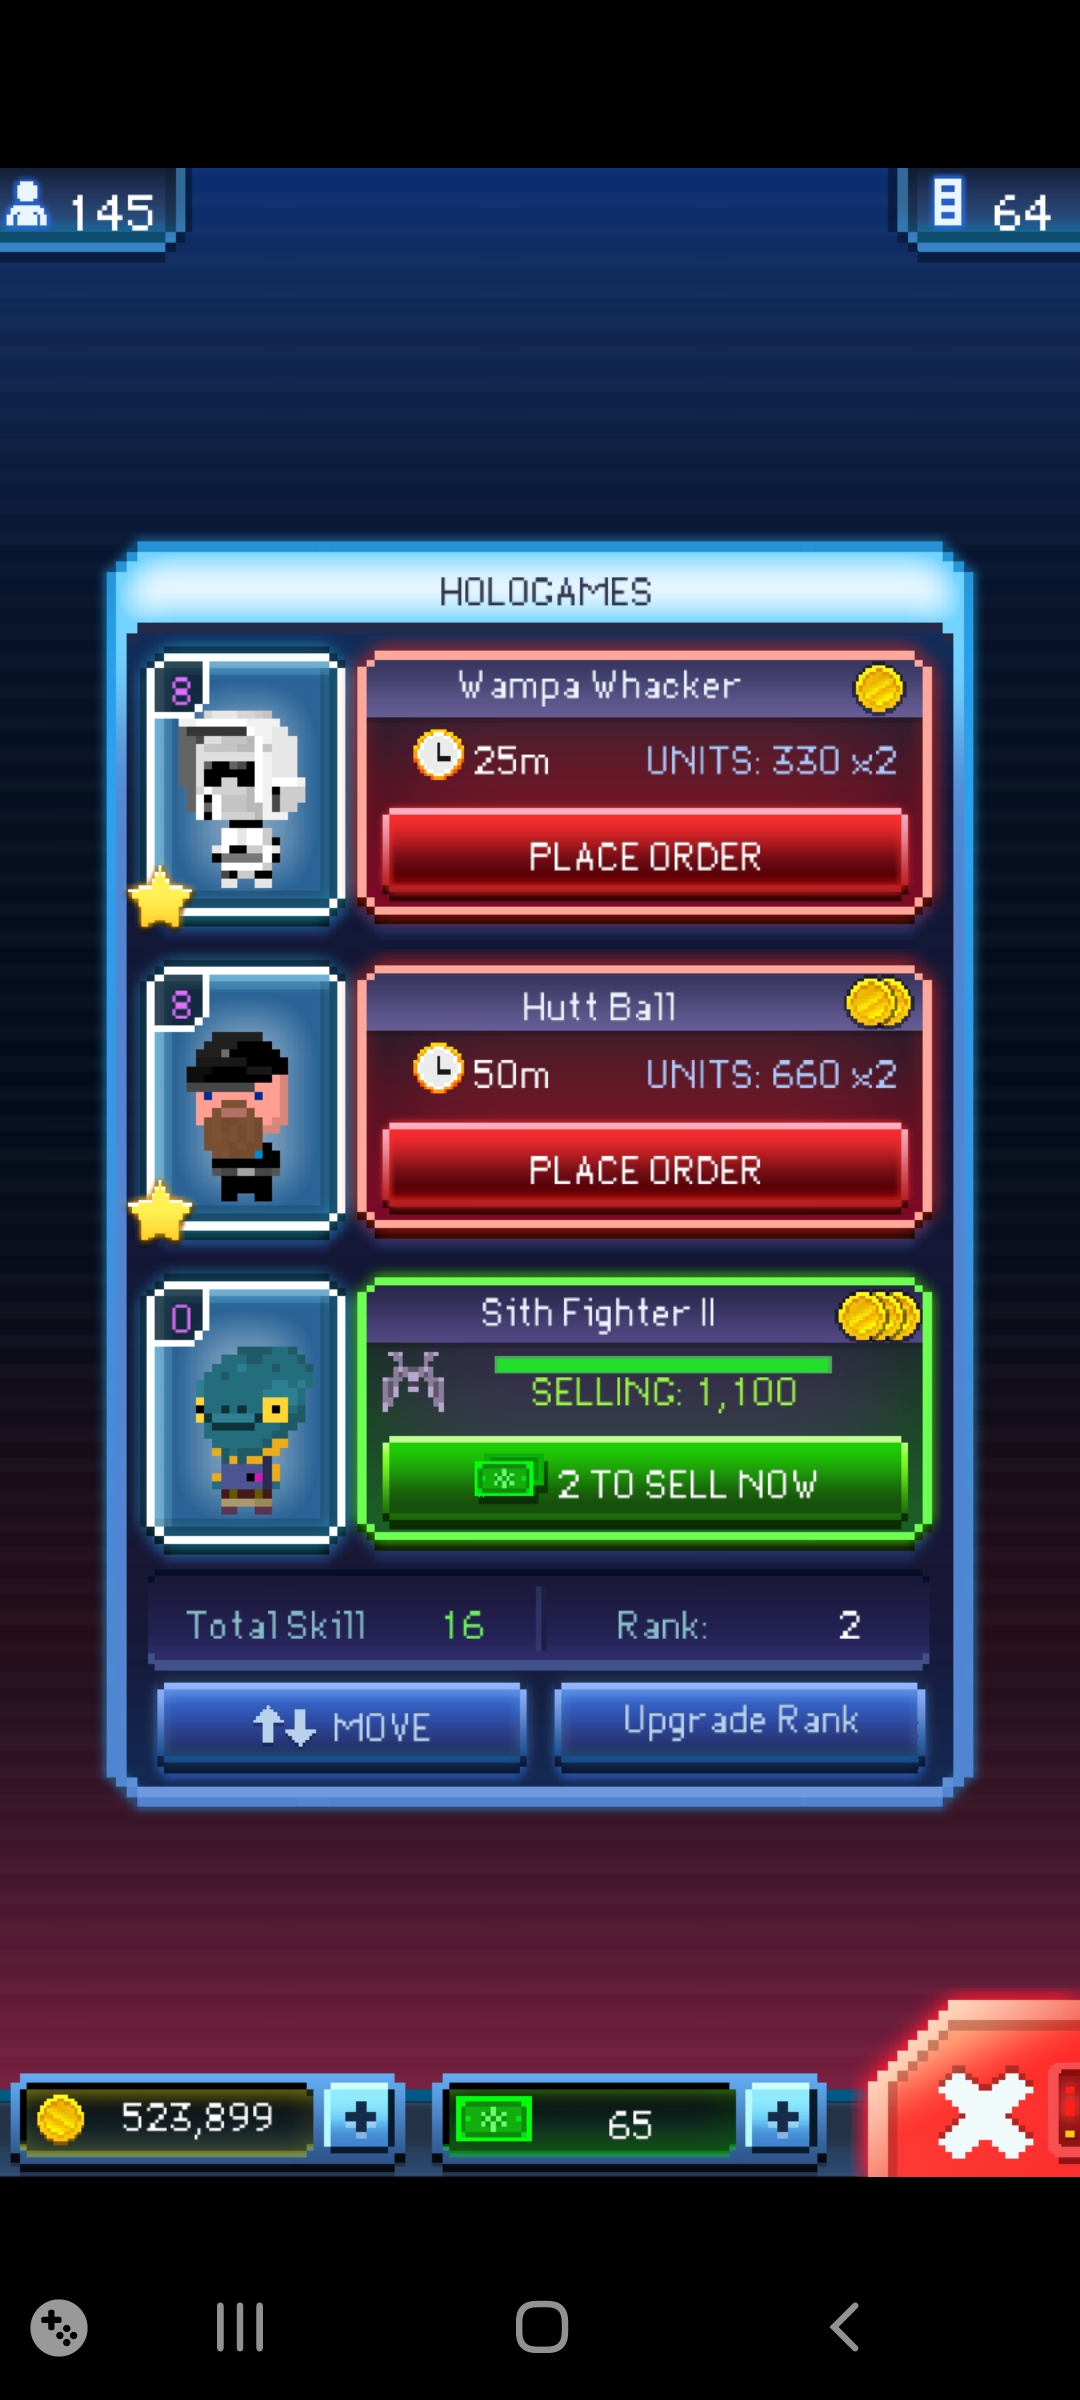 145
64
HOLOGAMES
8
Wampa Whacker
25m UNITS: 330 x2
PLACE ORDER
8
Hutt Ball
50m UNITS: 660 x2
PLACE ORDER
0
Sith Fighter II
SELLING: 1,100
2 TO SELL NOW
Total Skill 16 Rank: 2
MOVE Upgrade Rank
523,899 65